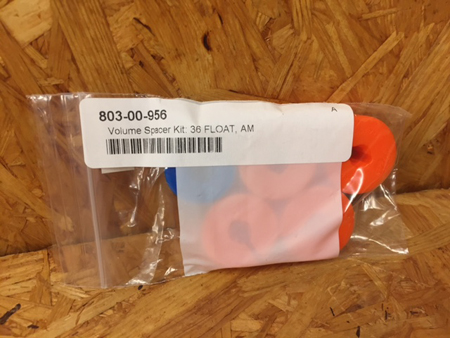 A
803-00-956
Volume Spacer Kit: 36 FLOAT, AM